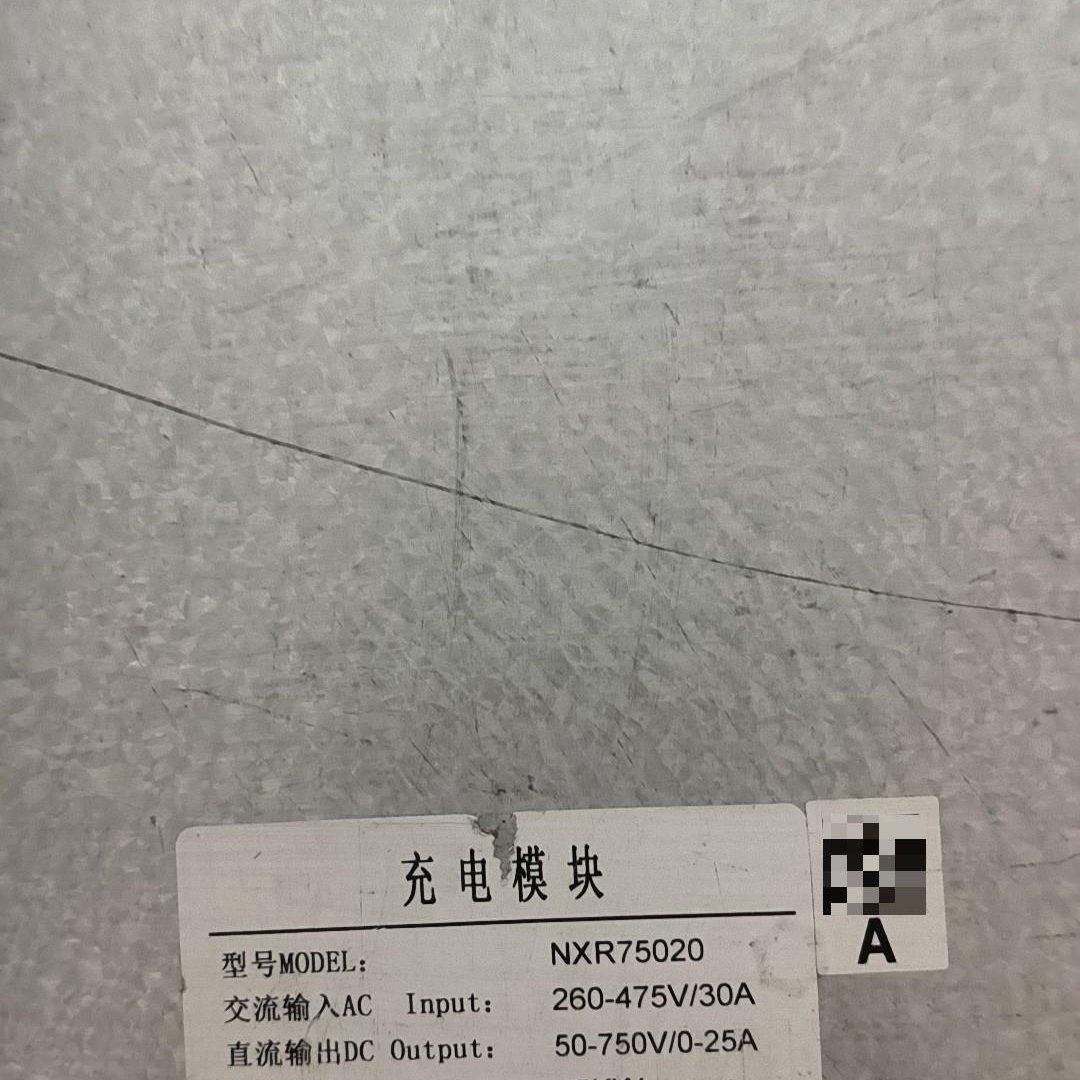 充电模块
A
型号MODEL: NXR75020
交流输入AC Input: 260-475V/30A
直流输出DC Output: 50-750V/0-25A